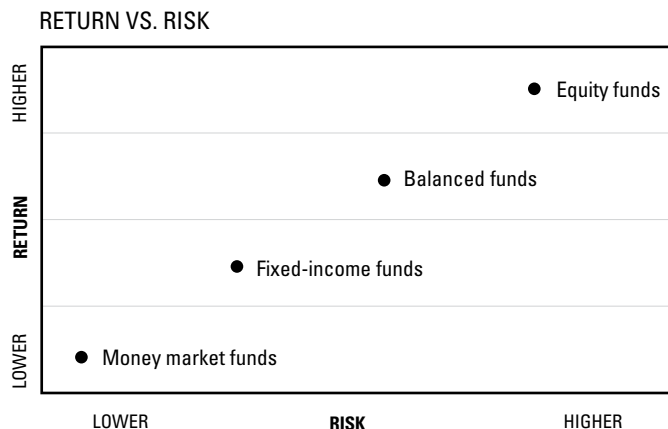 RETURN VS. RISK
HIGHER
Equity funds
Balanced funds
RETURN
Fixed-income funds
LOWER
Money market funds
LOWER
RISK
HIGHER